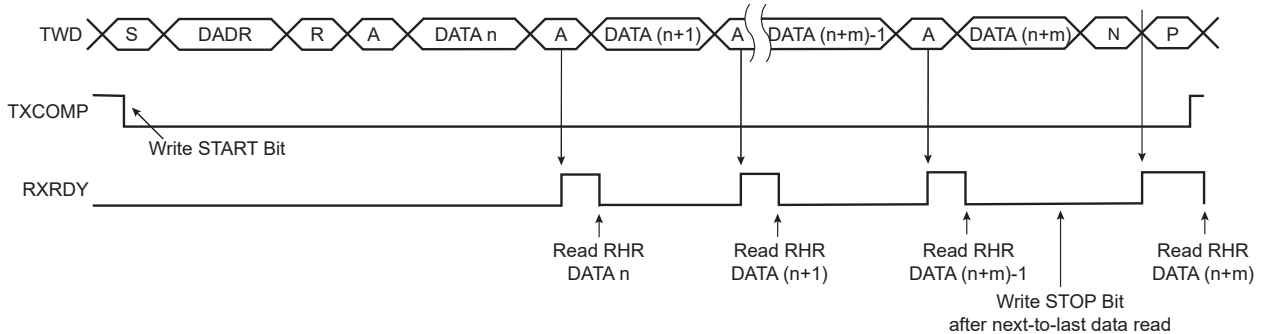 TWD S DADR R A DATA n A DATA (n+1) A DATA (n+m)-1 A DATA (n+m) N P
TXCOMP
Write START Bit
RXRDY
Read RHR Read RHR Read RHR Read RHR
DATA n DATA (n+1) DATA (n+m)-1 DATA (n+m)
Write STOP Bit
after next-to-last data read